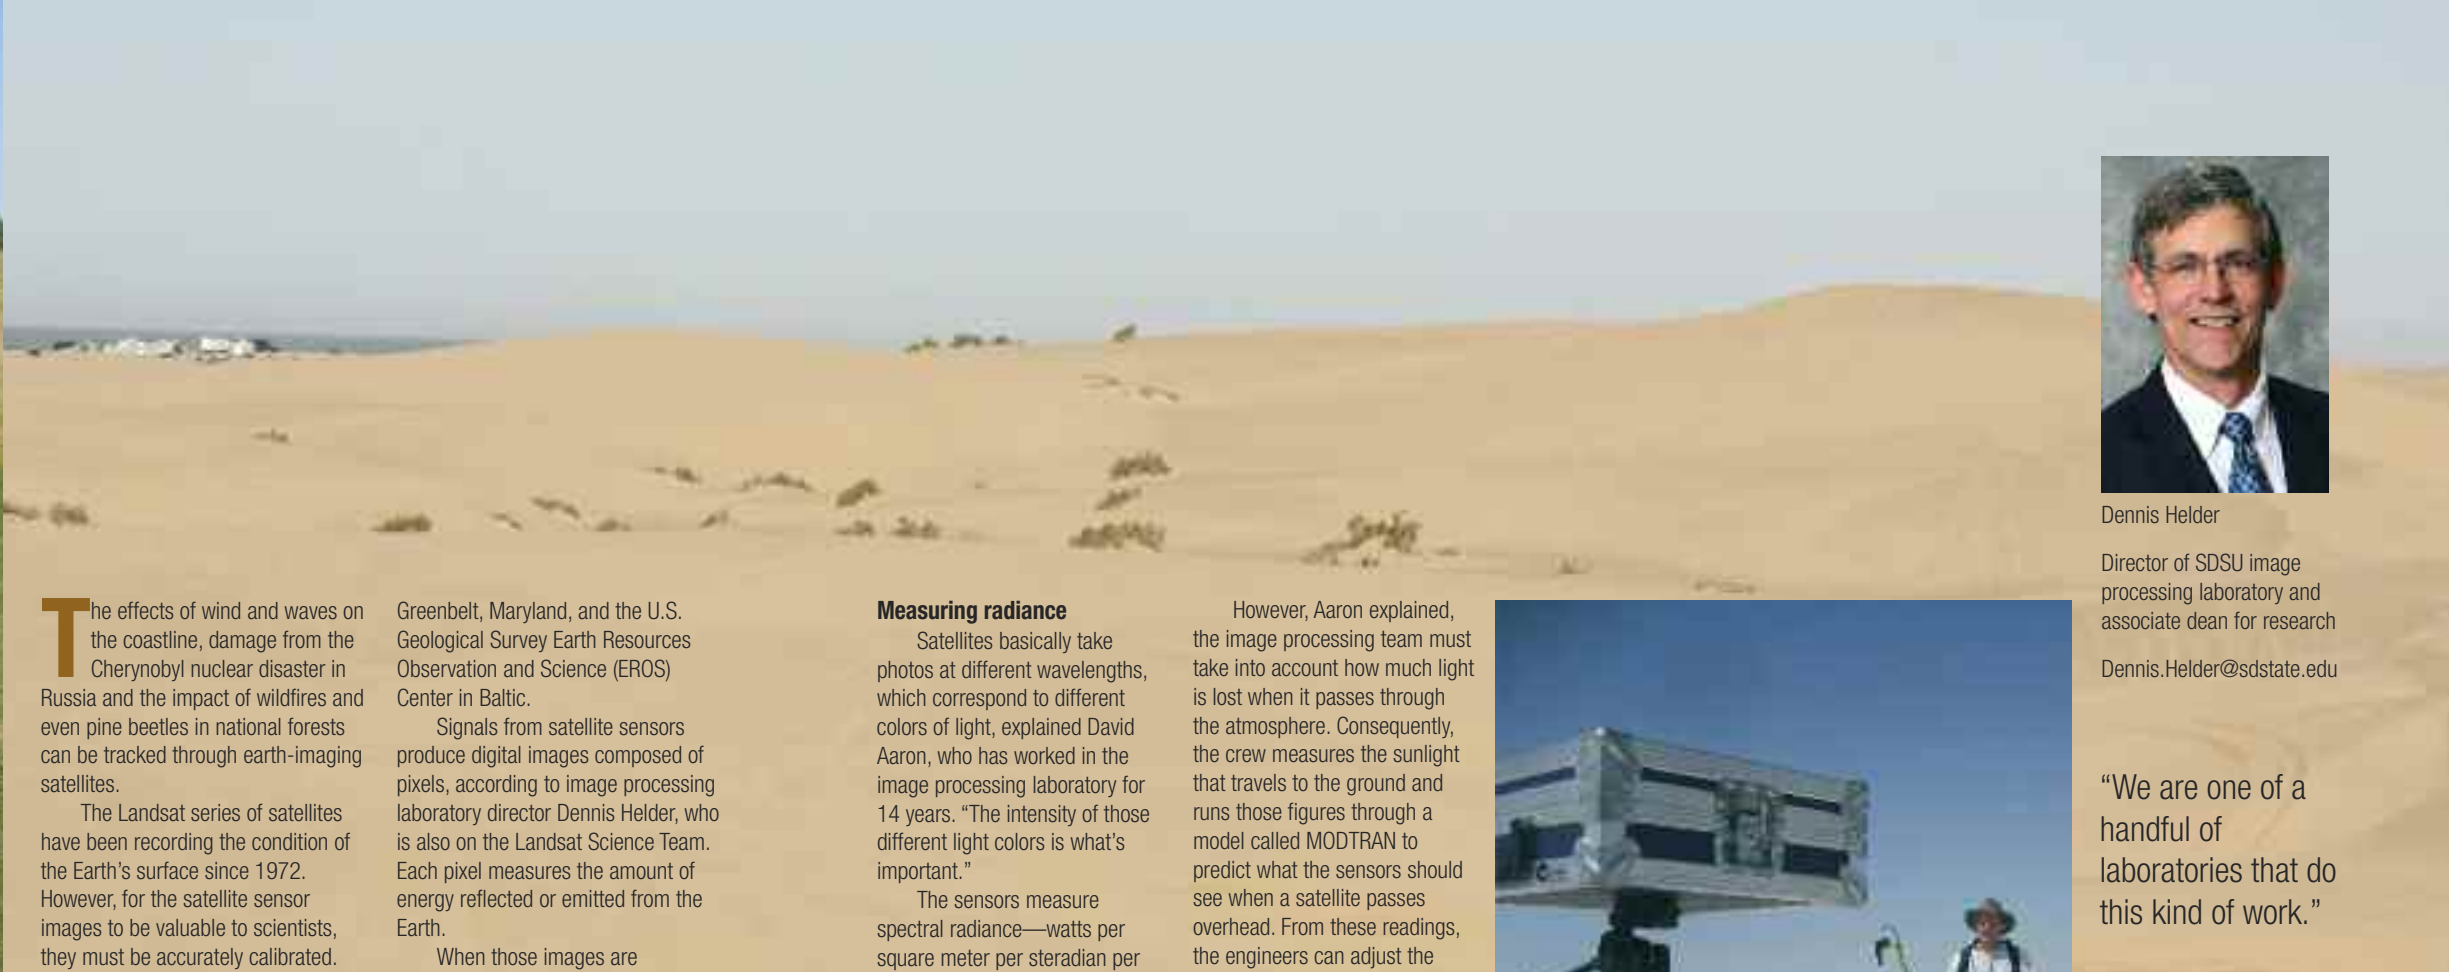 The effects of wind and waves on
the coastline, damage from the
Cherynobyl nuclear disaster in
Russia and the impact of wildfires and
even pine beetles in national forests
can be tracked through earth-imaging
satellites.
The Landsat series of satellites
have been recording the condition of
the Earth’s surface since 1972.
However, for the satellite sensor
images to be valuable to scientists,
they must be accurately calibrated.
Greenbelt, Maryland, and the U.S.
Geological Survey Earth Resources
Observation and Science (EROS)
Center in Baltic.
Signals from satellite sensors
produce digital images composed of
pixels, according to image processing
laboratory director Dennis Helder, who
is also on the Landsat Science Team.
Each pixel measures the amount of
energy reflected or emitted from the
Earth.
When those images are
Measuring radiance
Satellites basically take
photos at different wavelengths,
which correspond to different
colors of light, explained David
Aaron, who has worked in the
image processing laboratory for
14 years. “The intensity of those
different light colors is what’s
important.”
The sensors measure
spectral radiance—watts per
square meter per steradian per
However, Aaron explained,
the image processing team must
take into account how much light
is lost when it passes through
the atmosphere. Consequently,
the crew measures the sunlight
that travels to the ground and
runs those figures through a
model called MODTRAN to
predict what the sensors should
see when a satellite passes
overhead. From these readings,
the engineers can adjust the
Dennis Helder
Director of SDSU image
processing laboratory and
associate dean for research
Dennis.Helder@sdstate.edu
“We are one of a
handful of
laboratories that do
this kind of work.”